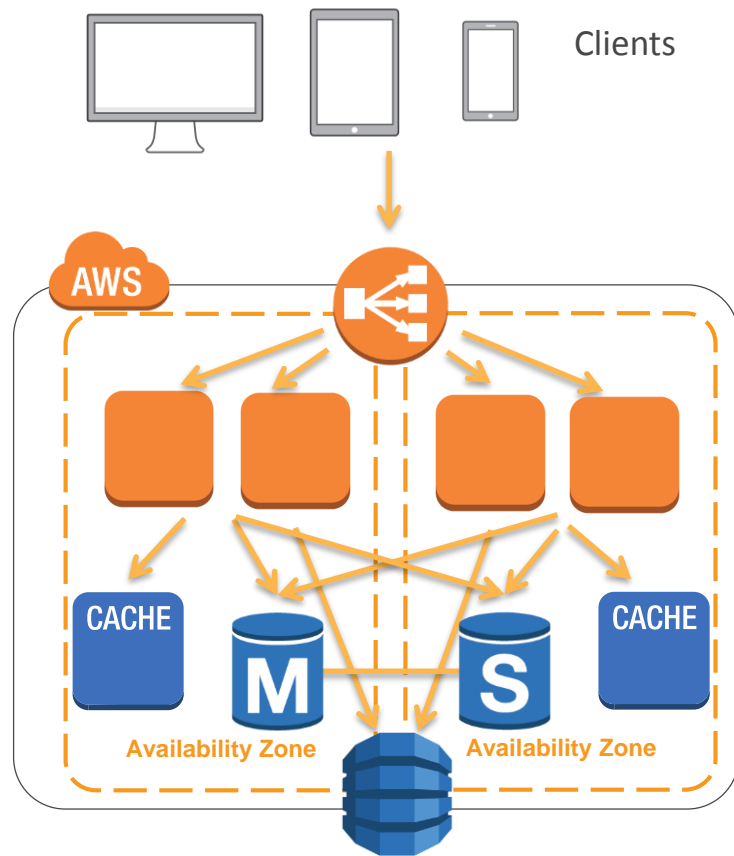 Clients
AWS
CACHE
CACHE
M
S
Availability Zone
Availability Zone